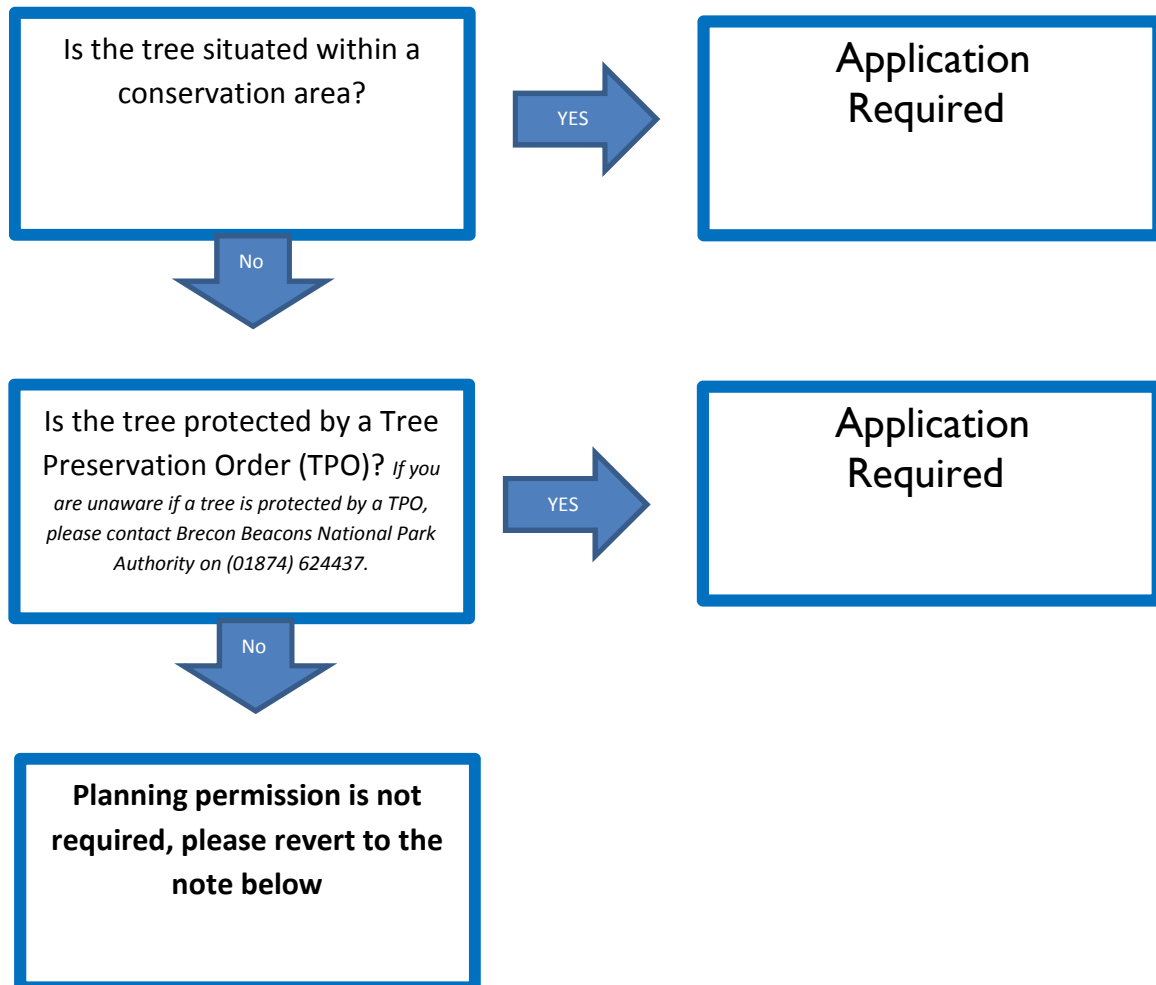 Is the tree situated within a
conservation area?
YES
Application
Required
No
Is the tree protected by a Tree
Preservation Order (TPO)? If you
are unaware if a tree is protected by a TPO,
please contact Brecon Beacons National Park
Authority on (01874) 624437.
YES
Application
Required
No
Planning permission is not
required, please revert to the
note below